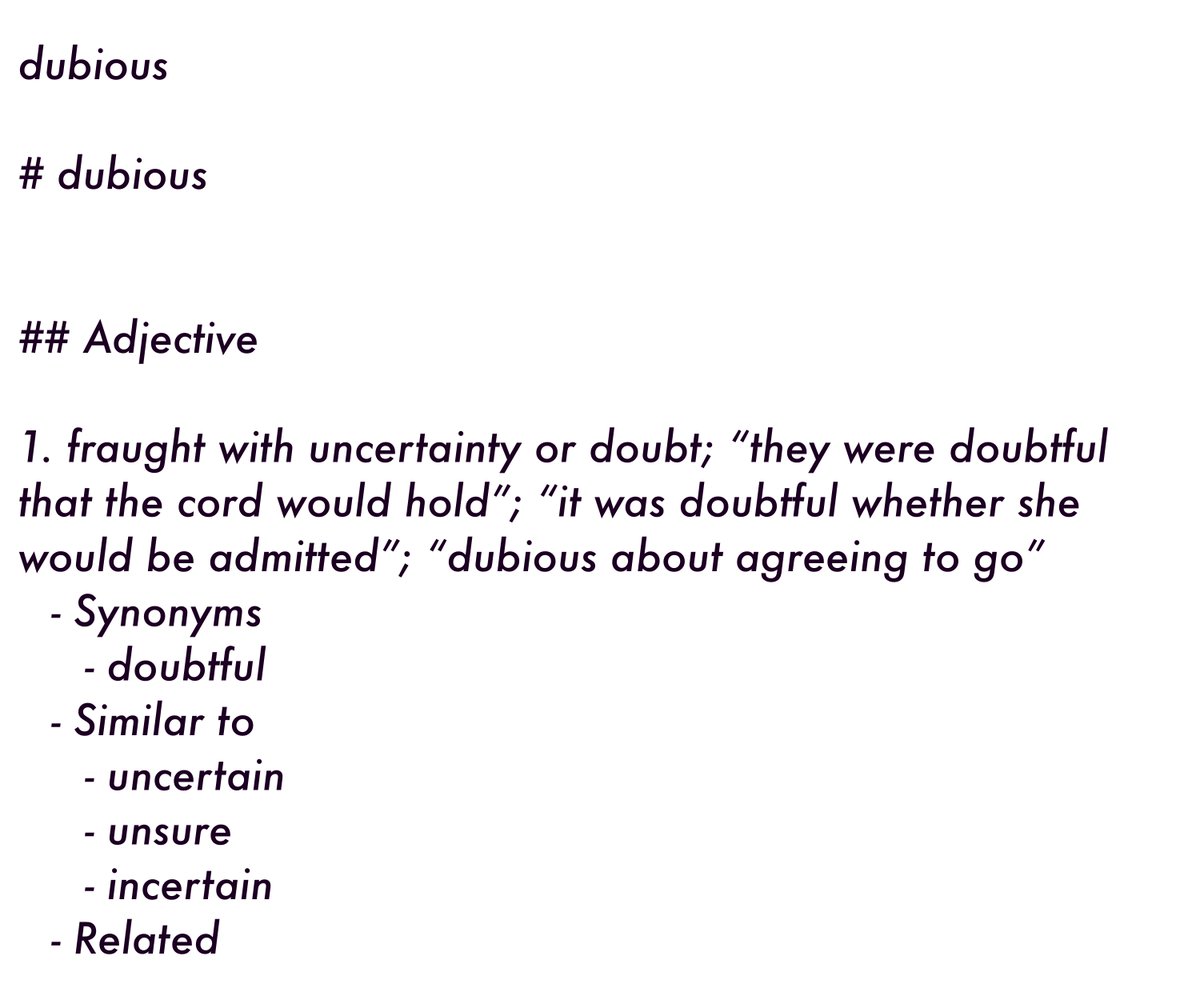 dubious
# dubious
## Adjective
1. fraught with uncertainty or doubt; “they were doubtful
that the cord would hold”; “it was doubtful whether she
would be admitted”; “dubious about agreeing to go”
- Synonyms
- doubtful
- Similar to
- uncertain
- unsure
- incertain
- Related